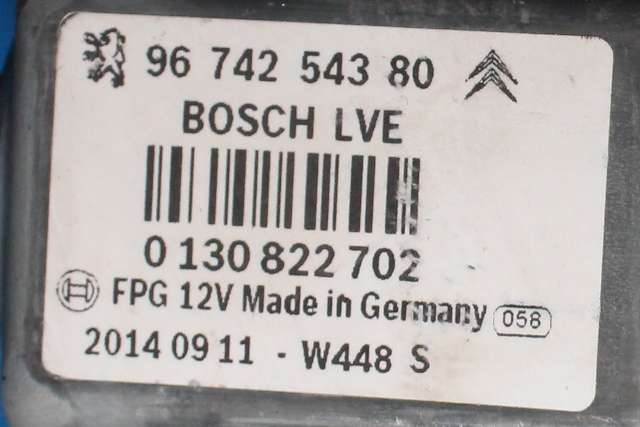 96 742 543 80
BOSCH LVE
0 130 822 702
FPG 12V Made in Germany 058
2014 09 11 - W448 S